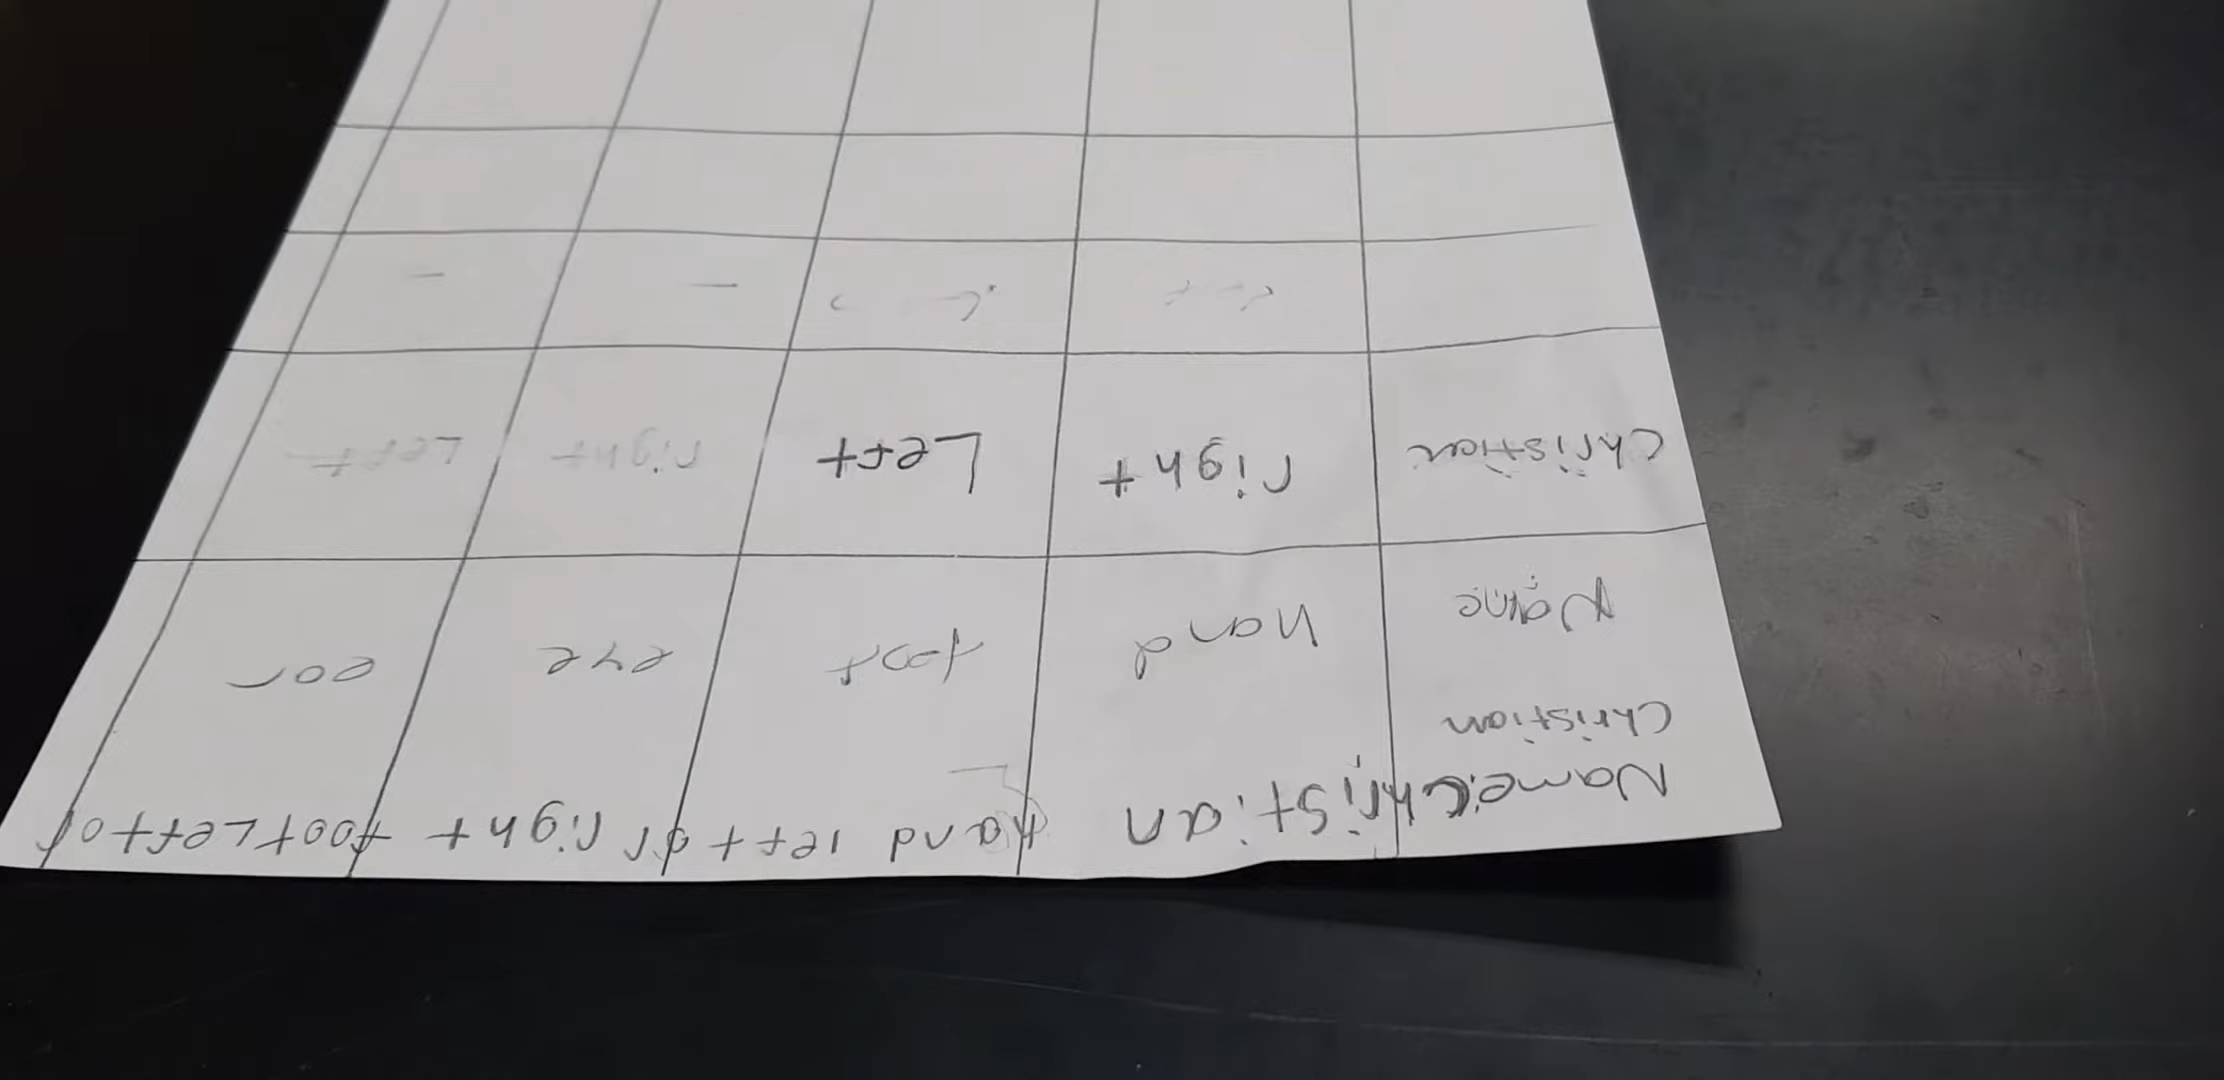 Name: Christian hand left or right foot Left or
Christian
Name hand foot eye ear
Christian right Left right Left